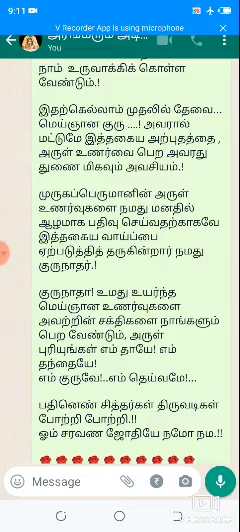 9:11
V Recorder App is using microphone
You
நாம் உருவாக்கிக் கொள்ள
வேண்டும்.!
இதற்கெல்லாம் முதலில் தேவை...
மெய்ஞான குரு ....! அவரால்
மட்டுமே இத்தகைய அற்புதத்தை ,
அருள் உணர்வை பெற அவரது
துணை மிகவும் அவசியம்.!
முருகப்பெருமானின் அருள்
உணர்வுகளை நமது மனதில்
ஆழமாக பதிவு செய்வதற்காகவே
இத்தகைய வாய்ப்பை
ஏற்படுத்தித் தருகின்றார் நமது
குருநாதர்.!
குருநாதா! உமது உயர்ந்த
மெய்ஞான உணர்வுகளை
அவற்றின் சக்திகளை நாங்களும்
பெற வேண்டும், அருள்
புரியுங்கள் எம் தாயே! எம்
தந்தையே!
எம் குருவே!..எம் தெய்வமே!...
பதினெண் சித்தர்கள் திருவடிகள்
போற்றி போற்றி.!!
ஓம் சரவண ஜோதியே நமோ நம.!!
Message